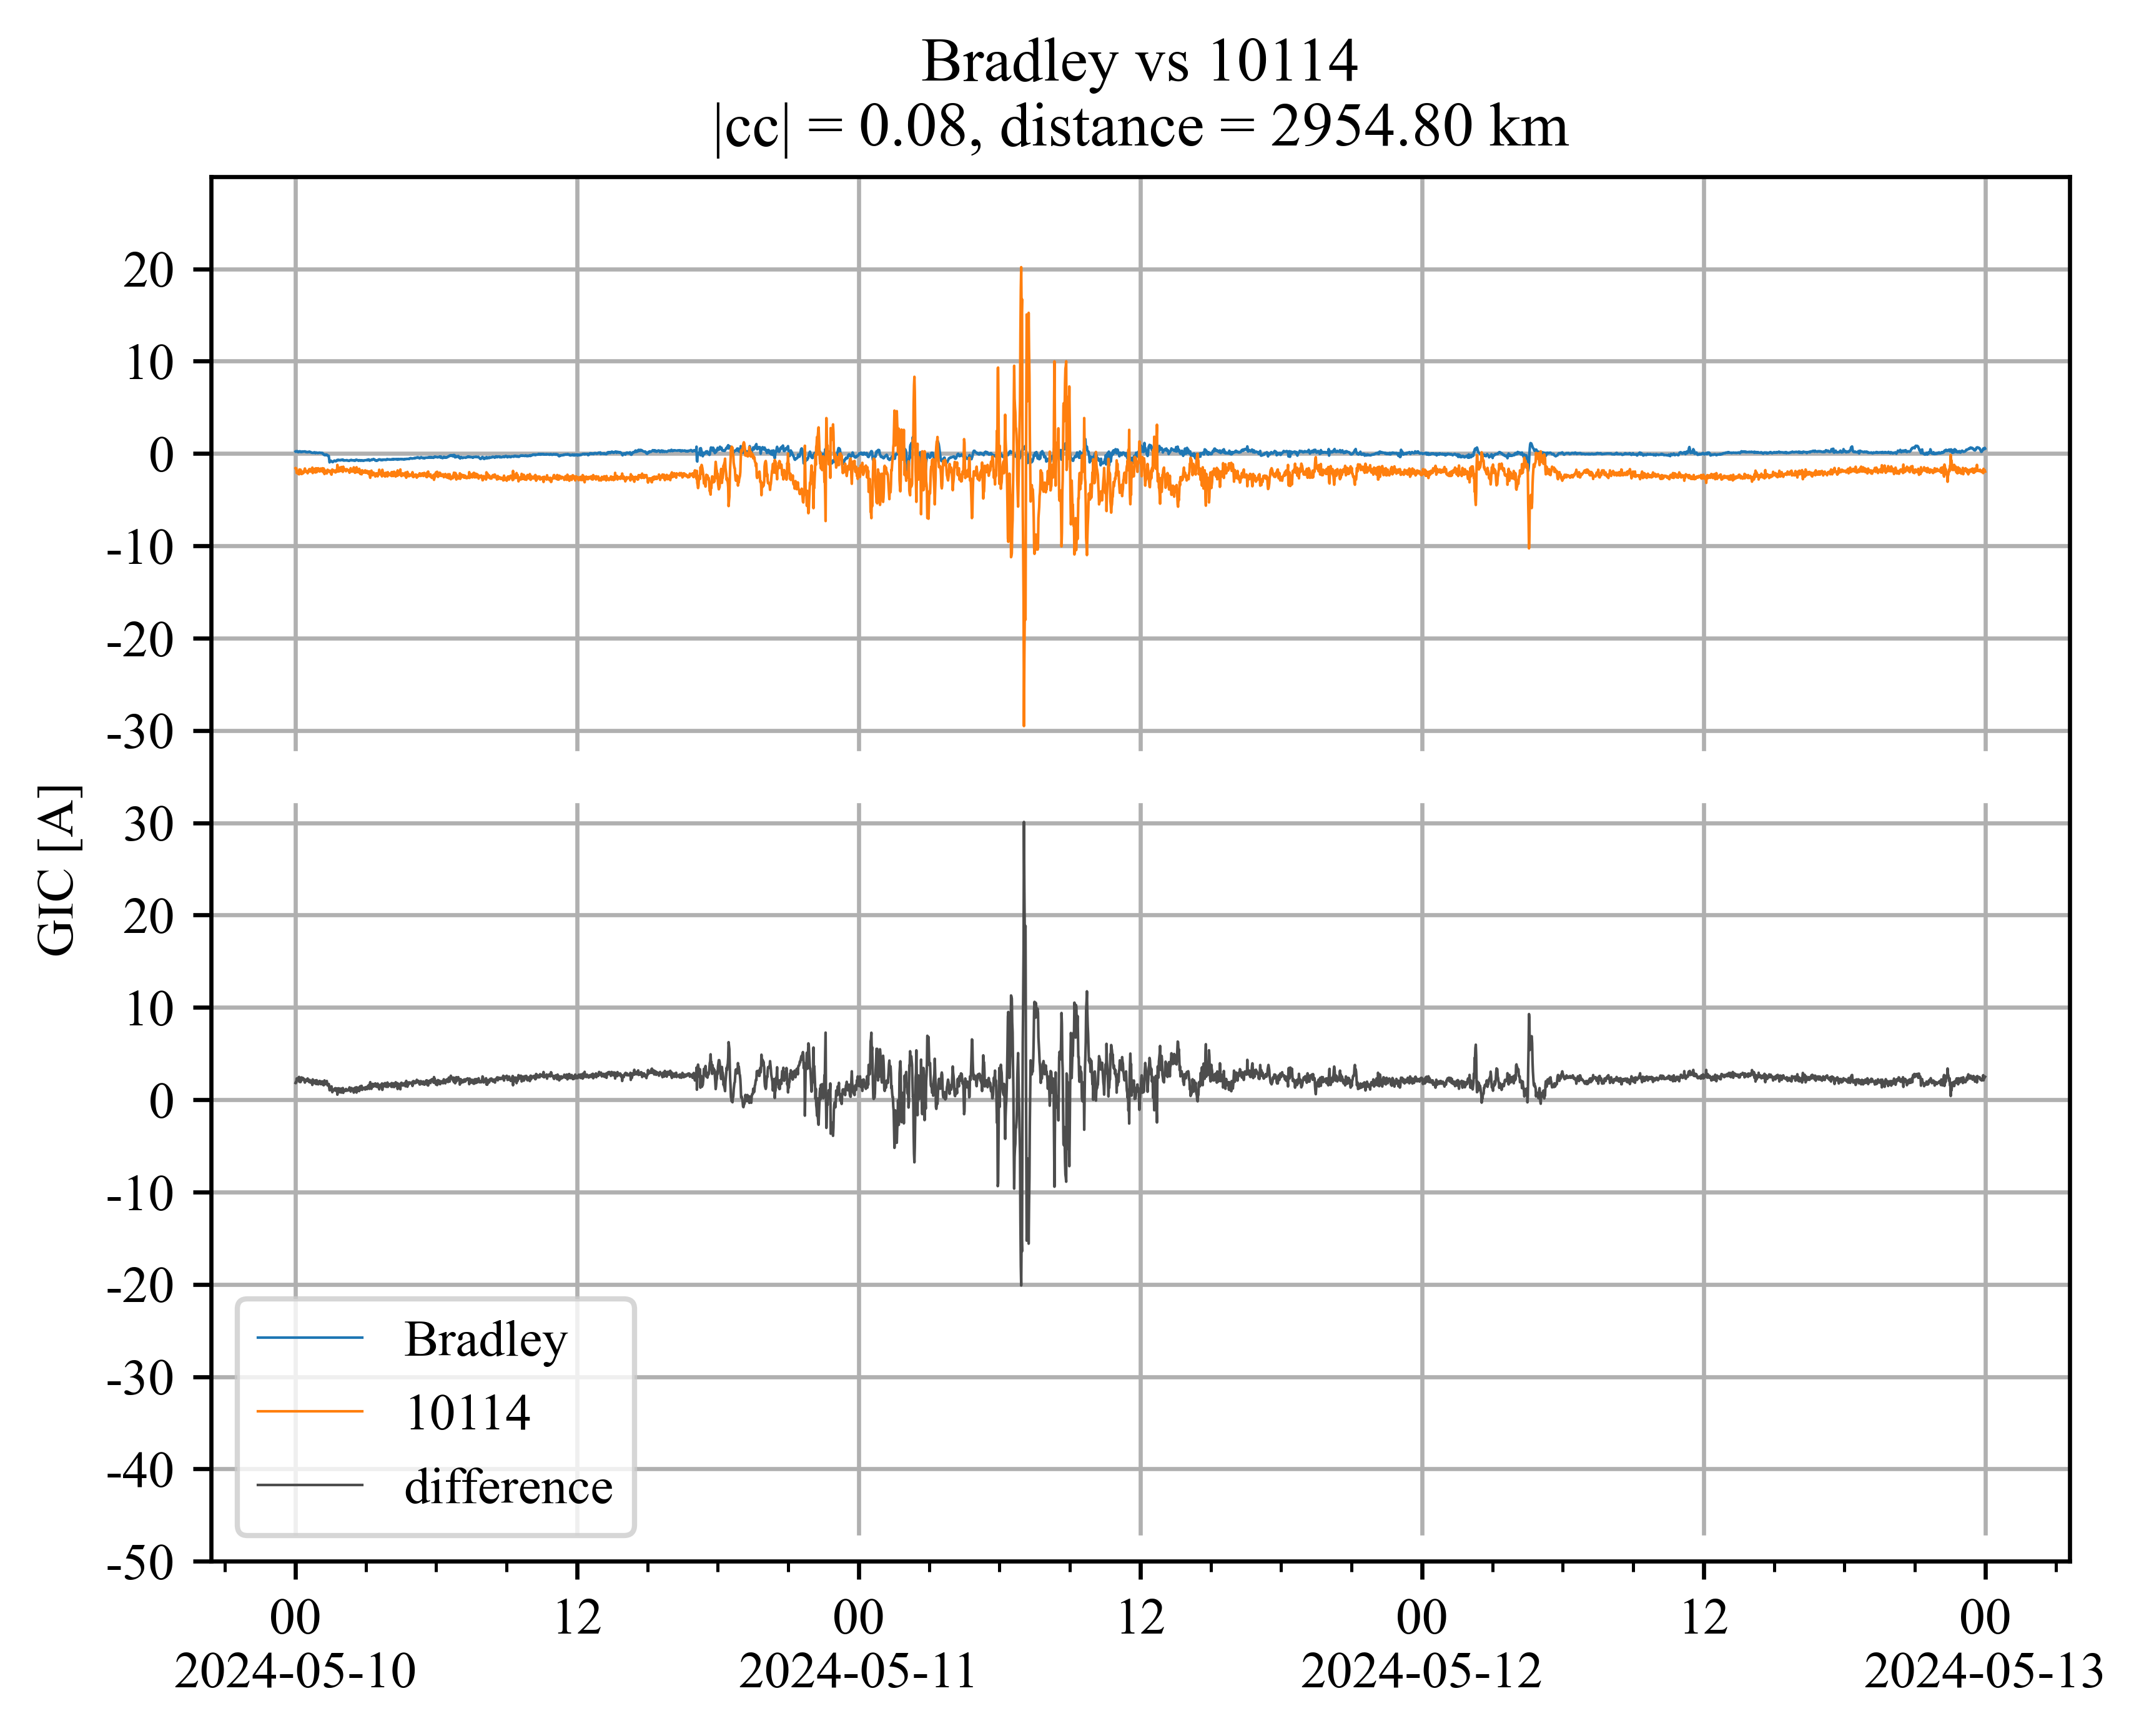 Bradley vs 10114
|cc| = 0.08, distance = 2954.80 km
GIC [A]
20
10
0
-10
-20
-30
30
20
10
0
-10
-20
-30
-40
-50
Bradley
10114
difference
00 12 00 12 00 12 00
2024-05-10 2024-05-11 2024-05-12 2024-05-13